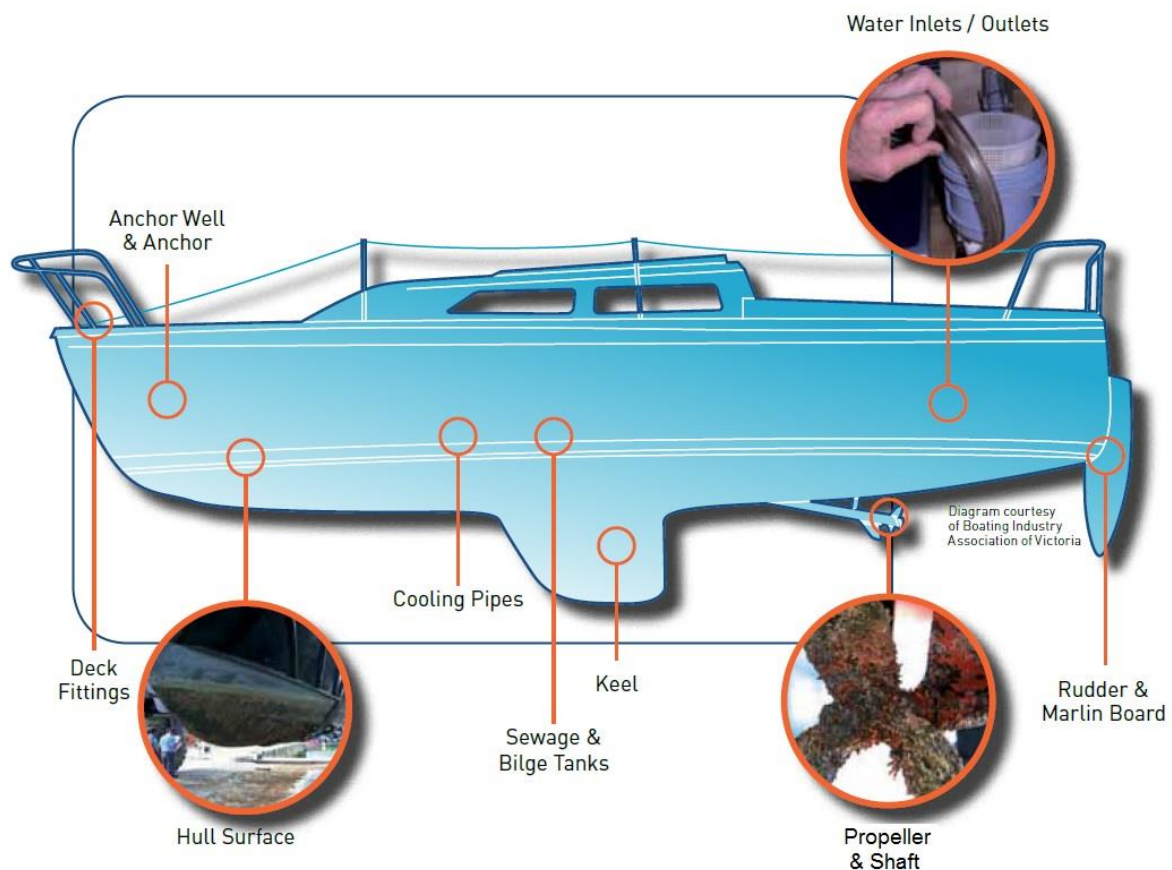 Water Inlets / Outlets
Anchor Well
& Anchor
Diagram courtesy
of Boating Industry
Association of Victoria
Cooling Pipes
Deck
Fittings
Keel
Rudder &
Marlin Board
Sewage &
Bilge Tanks
Hull Surface
Propeller
& Shaft